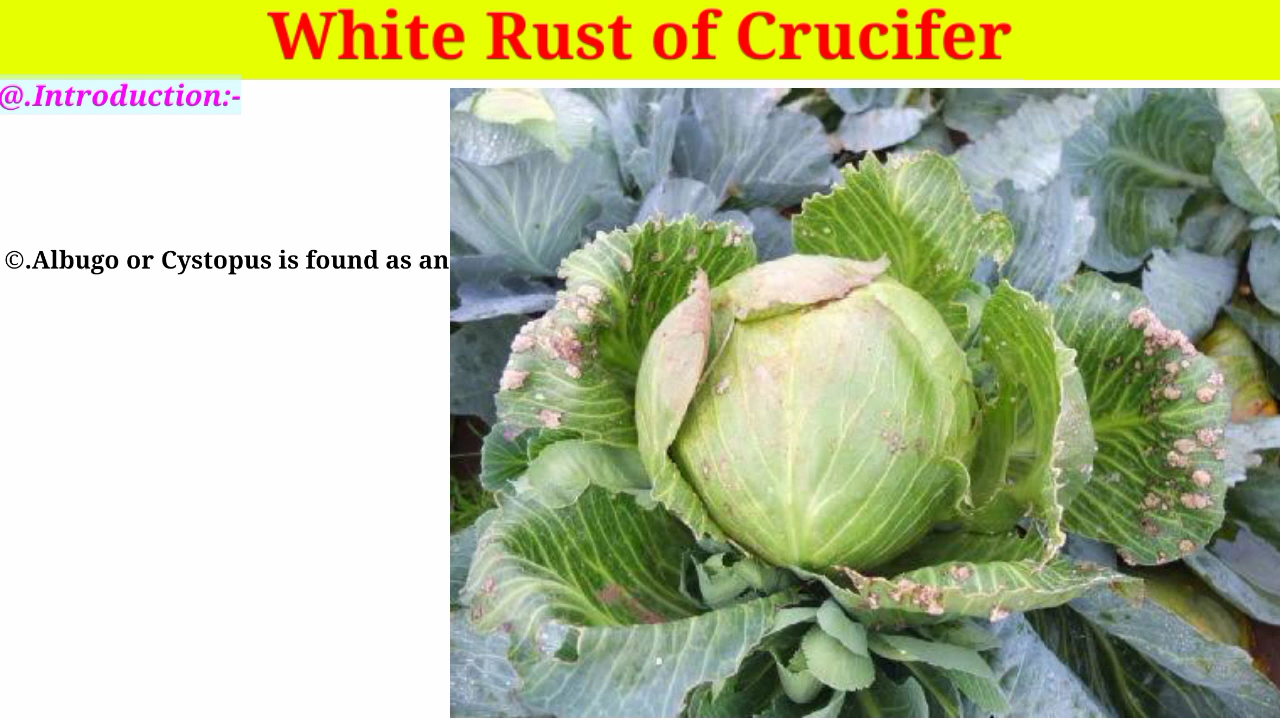 White Rust of Crucifer
@.Introduction:-
©.Albugo or Cystopus is found as an